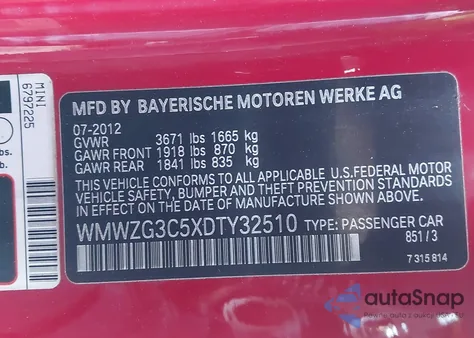 MINI
6797225
bs.
MFD BY BAYERISCHE MOTOREN WERKE AG
07-2012
GVWR 3671 lbs 1665 kg
GAWR FRONT 1918 lbs 870 kg
GAWR REAR 1841 lbs 835 kg
THIS VEHICLE CONFORMS TO ALL APPLICABLE U.S.FEDERAL MOTOR
VEHICLE SAFETY, BUMPER AND THEFT PREVENTION STANDARDS
IN EFFECT ON THE DATE OF MANUFACTURE SHOWN ABOVE.
WMWZG3C5XDTY32510 TYPE: PASSENGER CAR
851/3
7 315 814
autoSnap